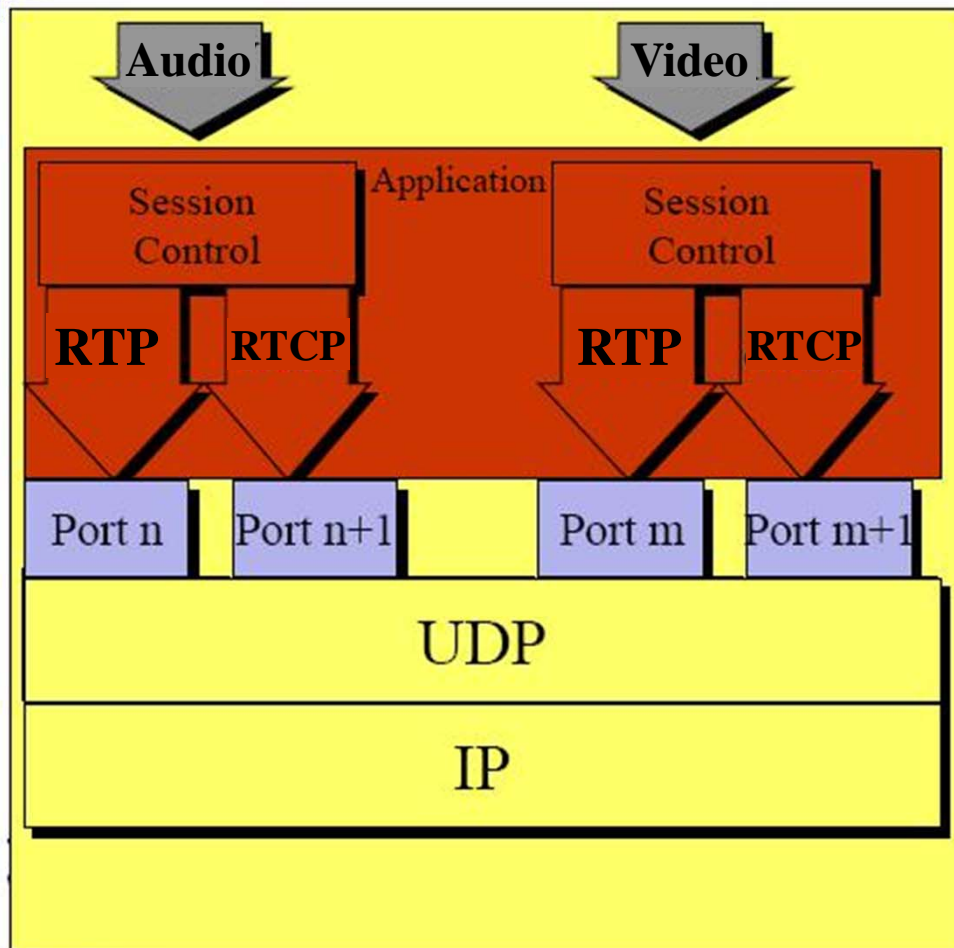 Audio
Video
Application
Session
Control
Session
Control
RTP
RTCP
RTP
RTCP
Port n
Port n+1
Port m
Port m+1
UDP
IP